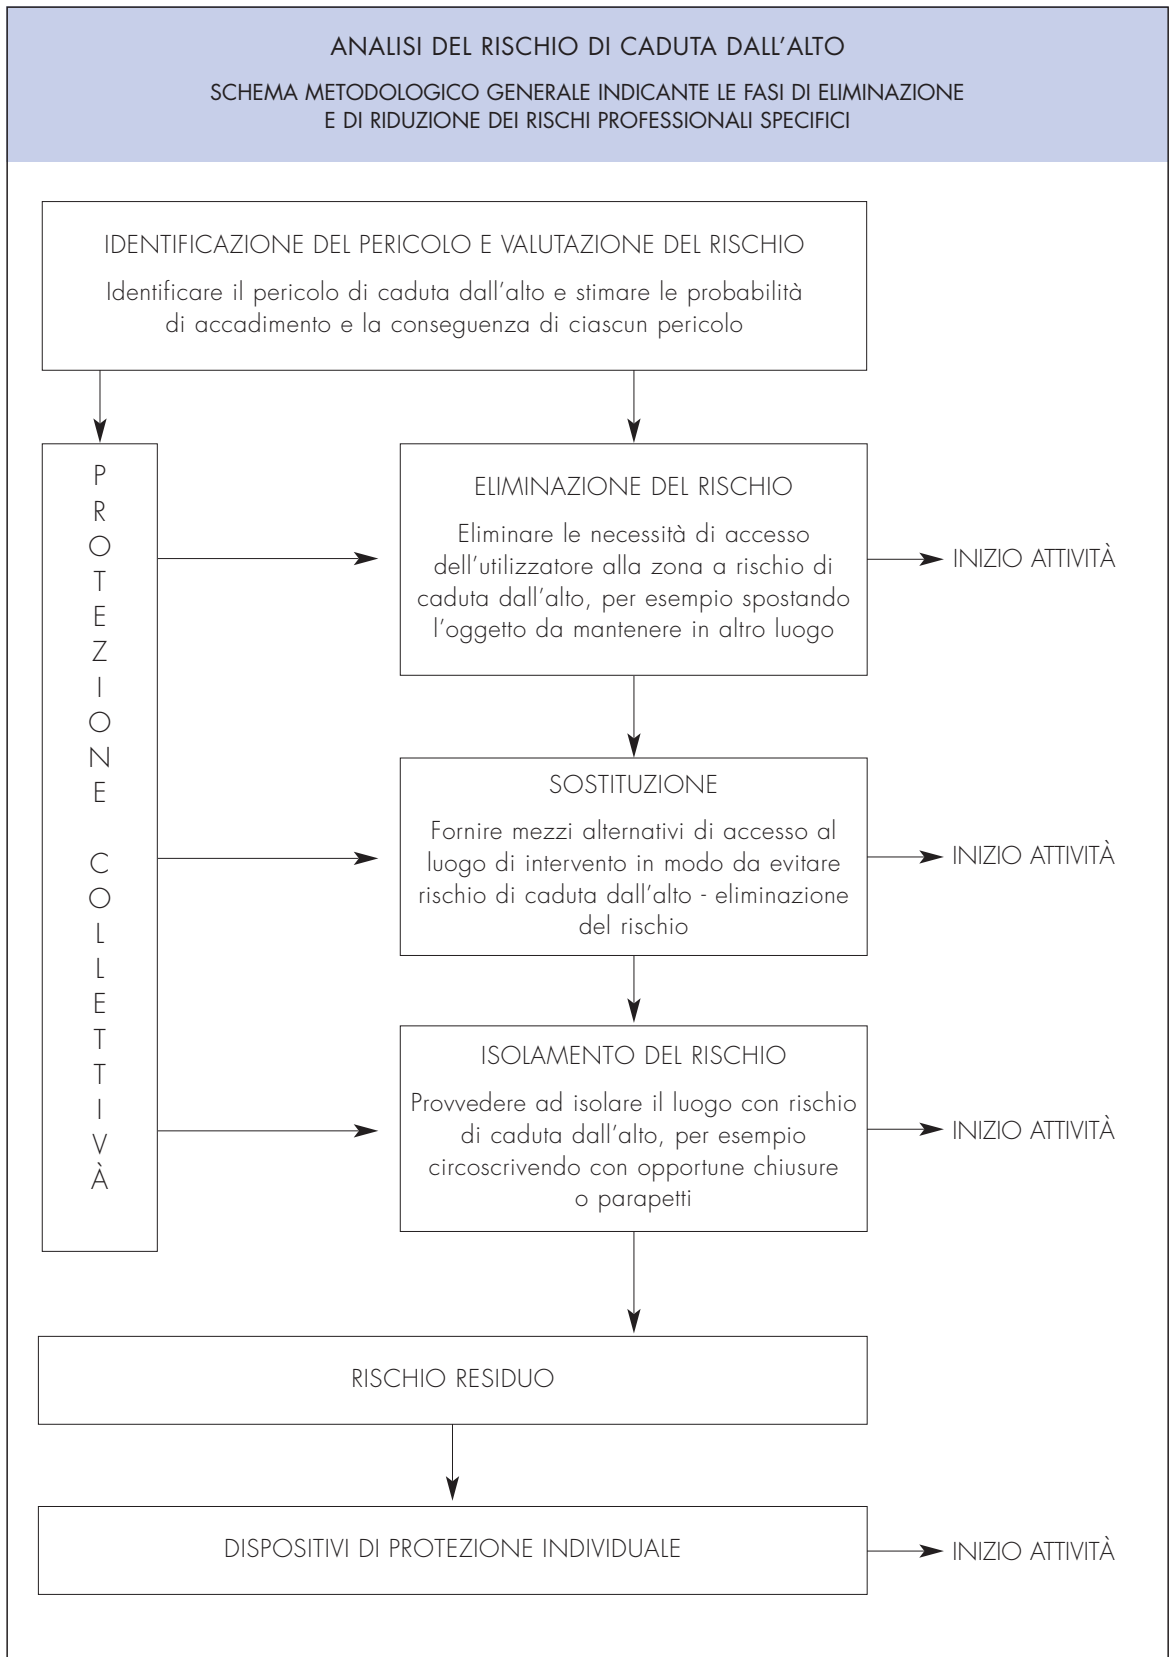 ANALISI DEL RISCHIO DI CADUTA DALL'ALTO
SCHEMA METODOLOGICO GENERALE INDICANTE LE FASI DI ELIMINAZIONE
E DI RIDUZIONE DEI RISCHI PROFESSIONALI SPECIFICI
IDENTIFICAZIONE DEL PERICOLO E VALUTAZIONE DEL RISCHIO
Identificare il pericolo di caduta dall'alto e stimare le probabilità
di accadimento e la conseguenza di ciascun pericolo
PROTEZIONE COLLETTIVÀ
ELIMINAZIONE DEL RISCHIO
Eliminare le necessità di accesso
dell'utilizzatore alla zona a rischio di
caduta dall'alto, per esempio spostando
l'oggetto da mantenere in altro luogo
INIZIO ATTIVITÀ
SOSTITUZIONE
Fornire mezzi alternativi di accesso al
luogo di intervento in modo da evitare
rischio di caduta dall'alto - eliminazione
del rischio
INIZIO ATTIVITÀ
ISOLAMENTO DEL RISCHIO
Provvedere ad isolare il luogo con rischio
di caduta dall'alto, per esempio
circoscrivendo con opportune chiusure
o parapetti
INIZIO ATTIVITÀ
RISCHIO RESIDUO
DISPOSITIVI DI PROTEZIONE INDIVIDUALE
INIZIO ATTIVITÀ